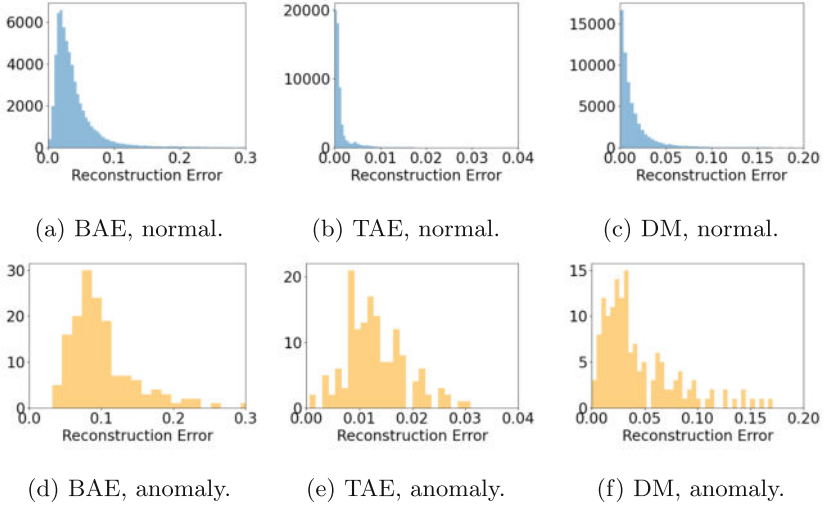 6000
4000
2000
0
0.0 0.1 0.2 0.3
Reconstruction Error
20000
10000
0
0.00 0.01 0.02 0.03 0.04
Reconstruction Error
15000
10000
5000
0
0.00 0.05 0.10 0.15 0.20
Reconstruction Error
(a) BAE, normal.
(b) TAE, normal.
(c) DM, normal.
30
20
10
0
0.0 0.1 0.2 0.3
Reconstruction Error
20
10
0
0.00 0.01 0.02 0.03 0.04
Reconstruction Error
15
10
5
0
0.00 0.05 0.10 0.15 0.20
Reconstruction Error
(d) BAE, anomaly.
(e) TAE, anomaly.
(f) DM, anomaly.